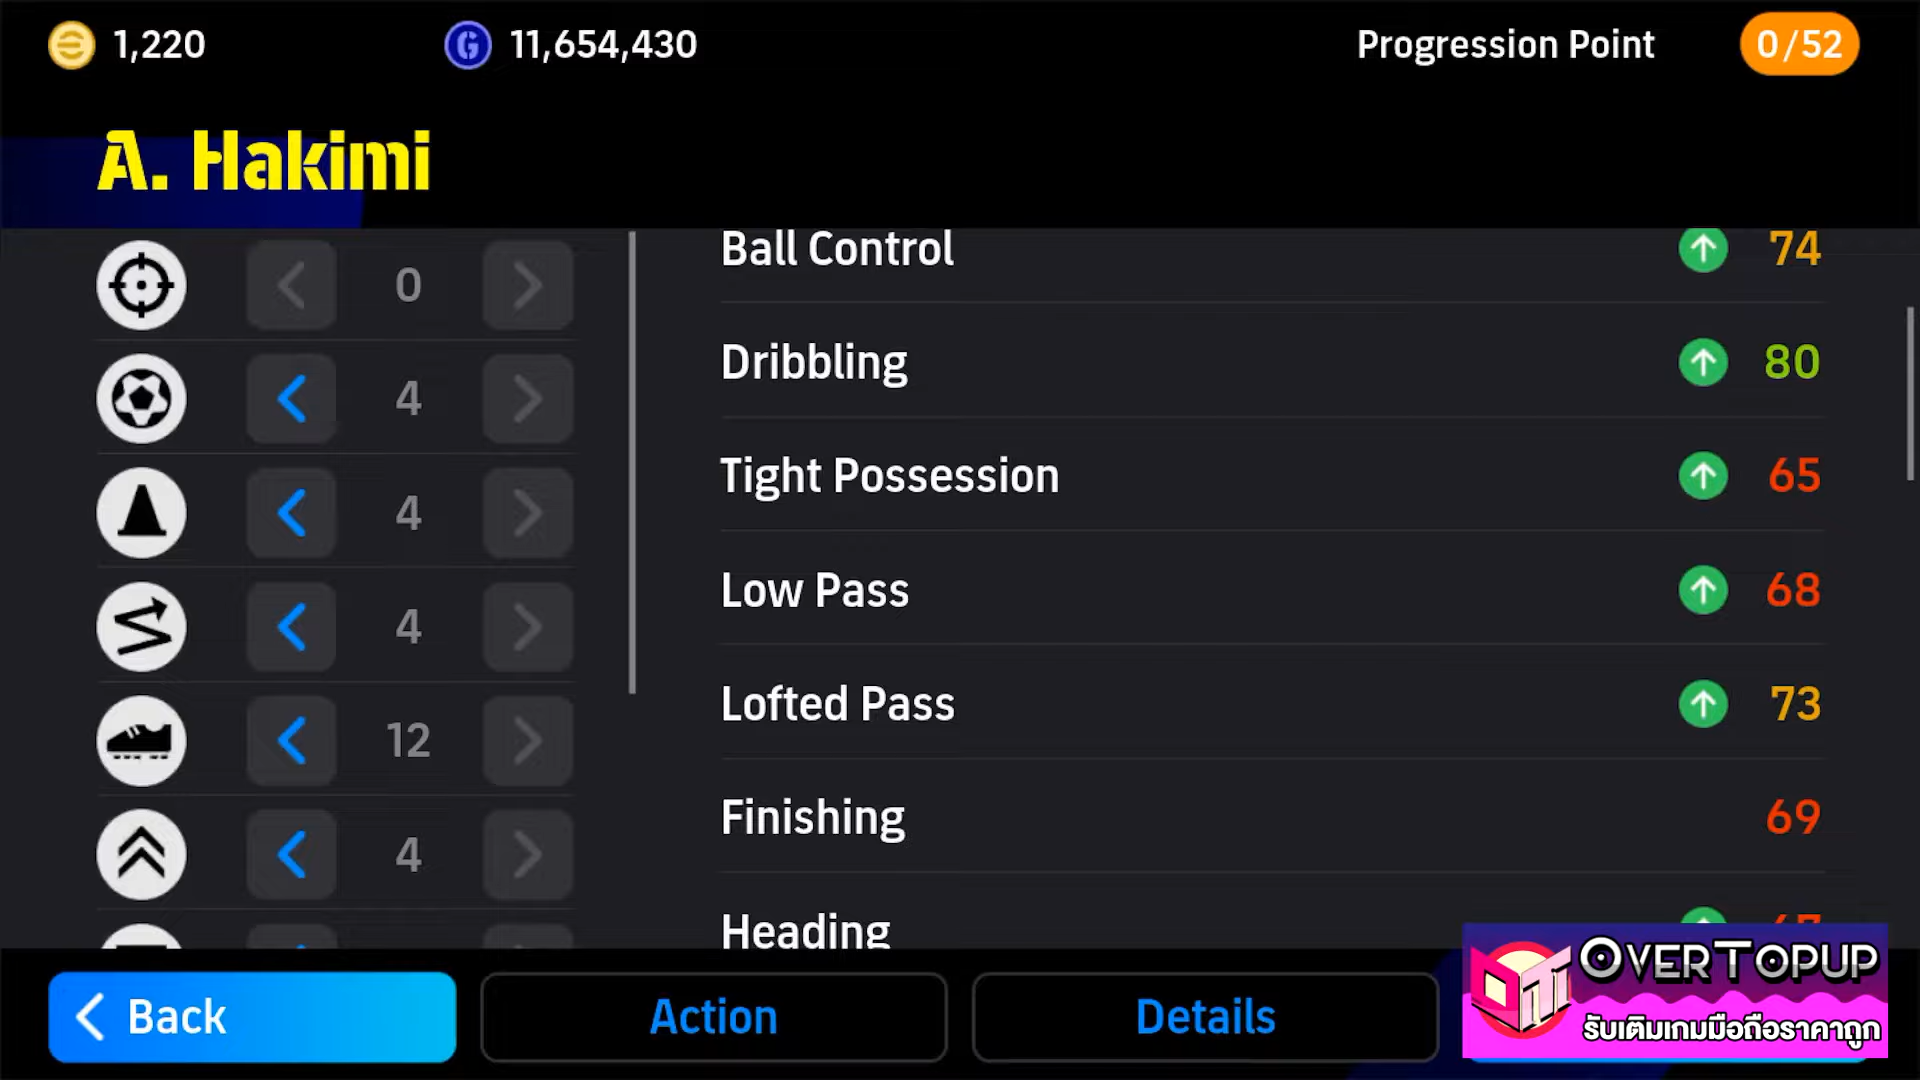 1,220
11,654,430
Progression Point
0/52
A. Hakimi
0
4
4
4
12
4
Ball Control 74
Dribbling 80
Tight Possession 65
Low Pass 68
Lofted Pass 73
Finishing 69
Heading
Back
Action
Details
OVERTOPUP
รับเติมเกมมือถือราคาถูก